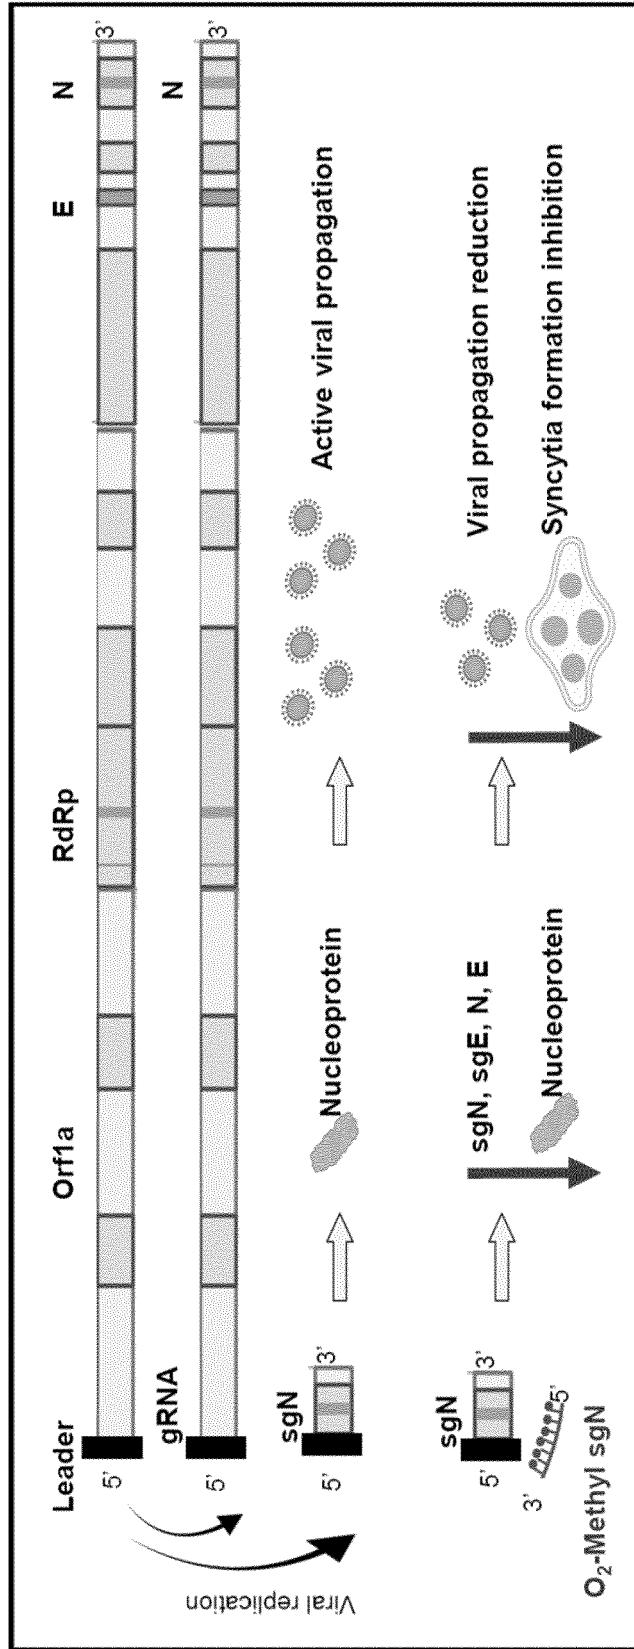 Leader Orf1a RdRp E N
5' 3'
gRNA N
5' 3'
Viral replication
sgN
5' 3'
Nucleoprotein
Active viral propagation
sgN
5' 3'
3' 5'
O₂-Methyl sgN
sgN, sgE, N, E
Nucleoprotein
Viral propagation reduction
Syncytia formation inhibition